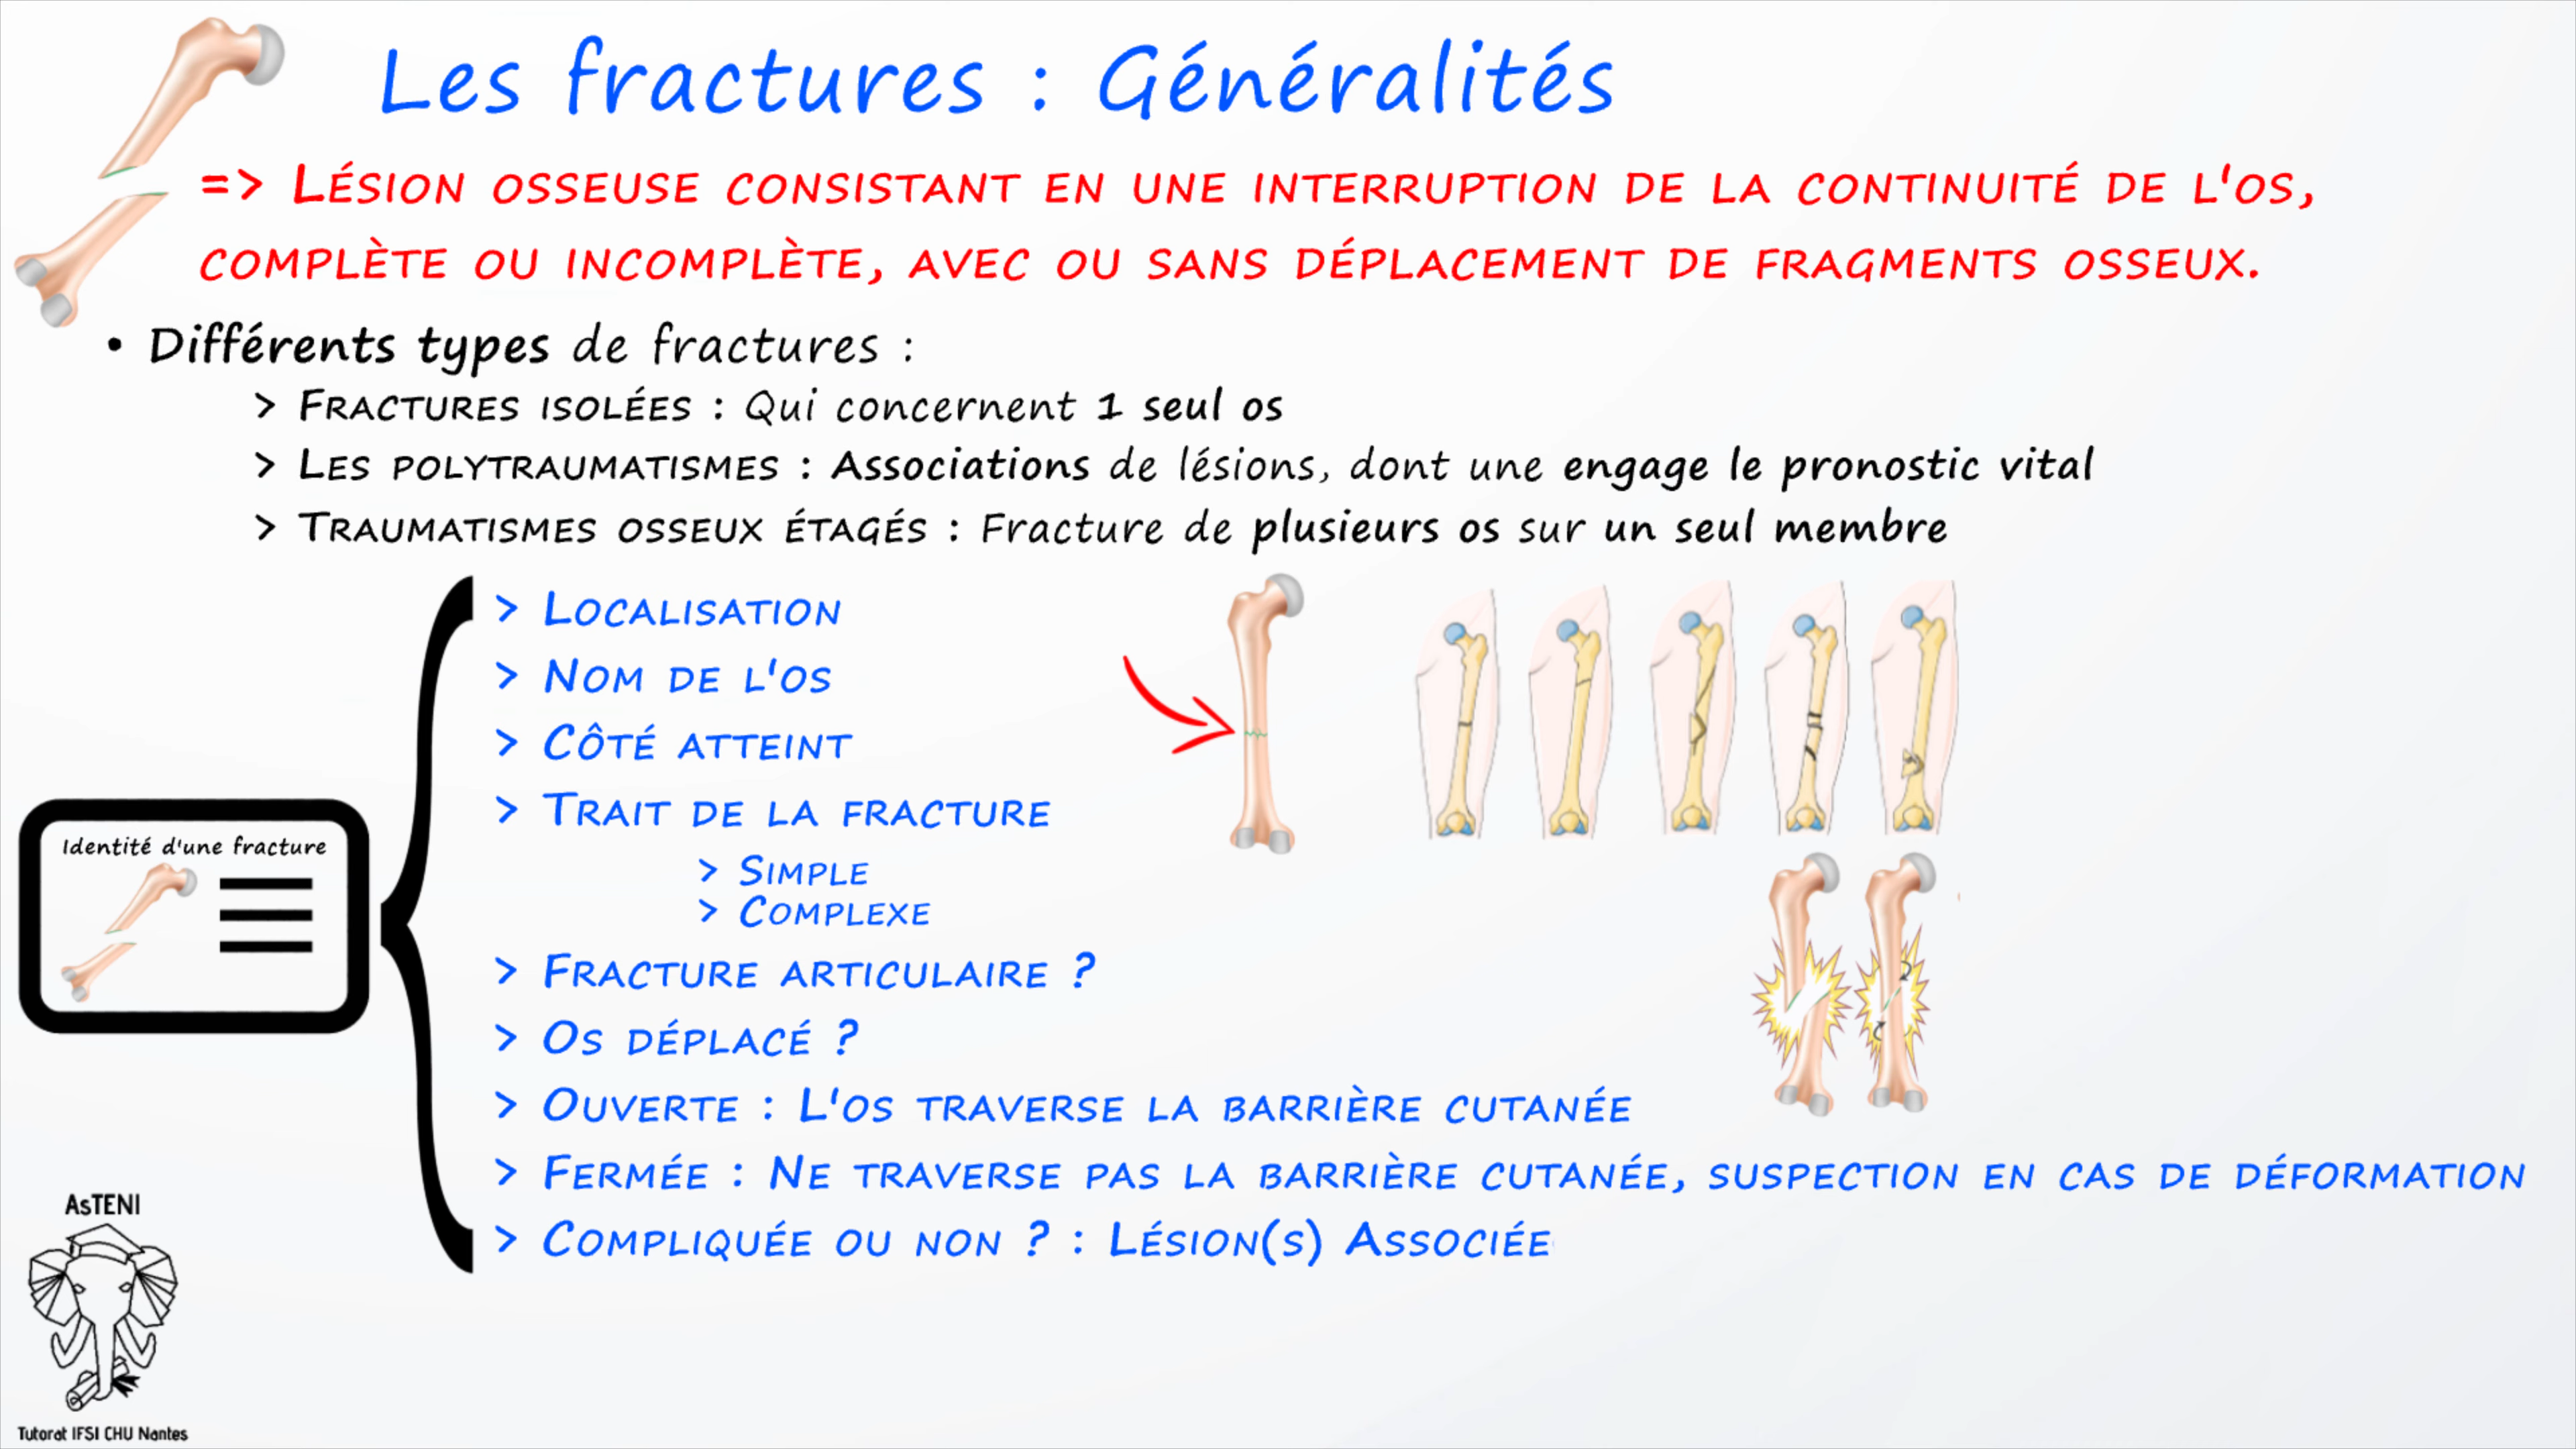 Les fractures : Généralités
=> Lésion osseuse consistant en une interruption de la continuité de l'os,
complète ou incomplète, avec ou sans déplacement de fragments osseux.
• Différents types de fractures :
> Fractures isolées : Qui concernent 1 seul os
> Les polytraumatismes : Associations de lésions, dont une engage le pronostic vital
> Traumatismes osseux étagés : Fracture de plusieurs os sur un seul membre
Identité d'une fracture
> Localisation
> Nom de l'os
> Côté atteint
> Trait de la fracture
> Simple
> Complexe
> Fracture articulaire ?
> Os déplacé ?
> Ouverte : L'os traverse la barrière cutanée
> Fermée : Ne traverse pas la barrière cutanée, suspection en cas de déformation
> Compliquée ou non ? : Lésion(s) Associée
AsTENI
Tutorat IFSI CHU Nantes